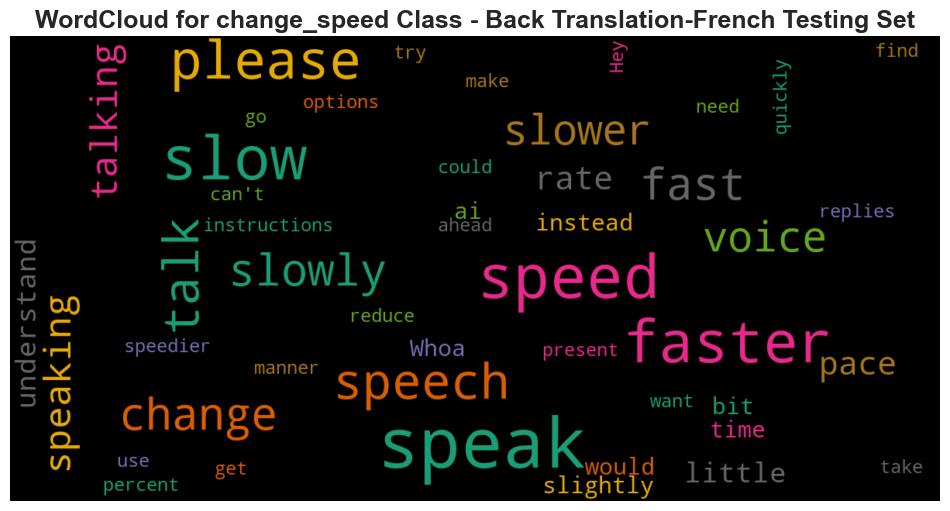 WordCloud for change_speed Class - Back Translation-French Testing Set
talking
please
try
make
Hey
find
quickly
options
need
go
slow
slower
could
rate
fast
can't
ai
replies
instructions
ahead
instead
voice
talk
slowly
speed
understand
speaking
reduce
speedier
Whoa
present
faster
manner
pace
speech
change
want
bit
speak
time
use
get
would
little
take
percent
slightly